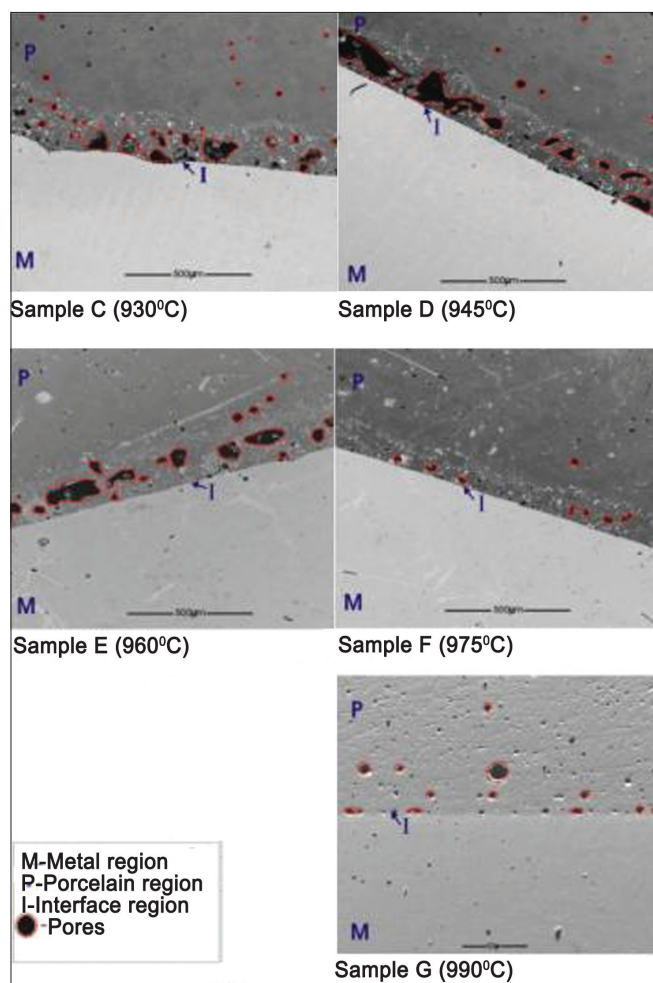 P
P
I
I
M
M
500µm
500µm
Sample C (930⁰C)
Sample D (945⁰C)
P
P
I
I
M
M
500µm
500µm
Sample E (960⁰C)
Sample F (975⁰C)
P
I
M
Sample G (990⁰C)
M-Metal region
P-Porcelain region
I-Interface region
-Pores